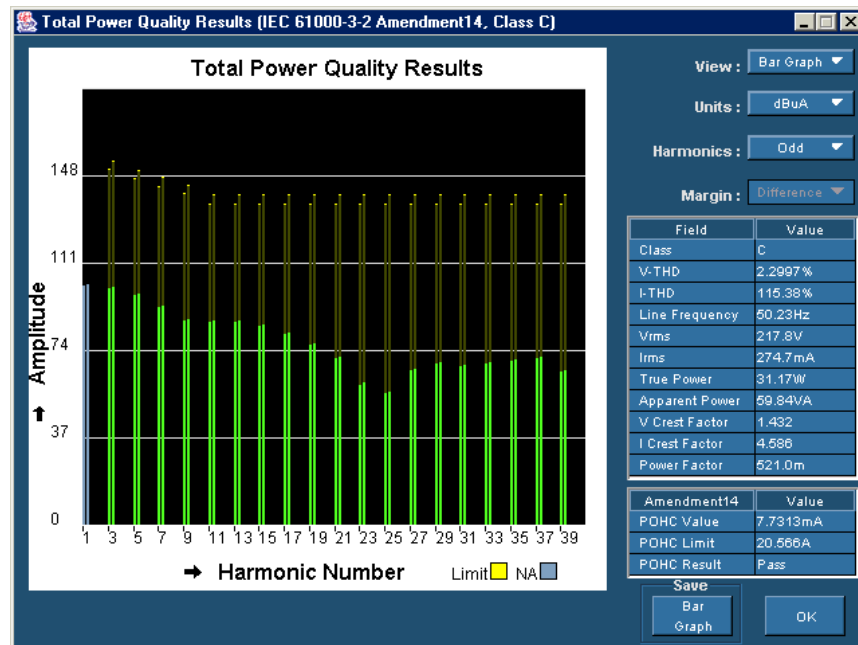 Total Power Quality Results (IEC 61000-3-2 Amendment14, Class C)
Total Power Quality Results
View : Bar Graph
Units : dBuA
Harmonics : Odd
Margin : Difference
Field Value
Class C
V-THD 2.2997%
I-THD 115.38%
Line Frequency 50.23Hz
Vrms 217.8V
Irms 274.7mA
True Power 31.17W
Apparent Power 59.84VA
V Crest Factor 1.432
I Crest Factor 4.586
Power Factor 521.0m
Amendment14 Value
POHC Value 7.7313mA
POHC Limit 20.566A
POHC Result Pass
Save
Bar
Graph
OK
Amplitude
148
111
74
37
0
1 3 5 7 9 11 13 15 17 19 21 23 25 27 29 31 33 35 37 39
Harmonic Number
Limit NA